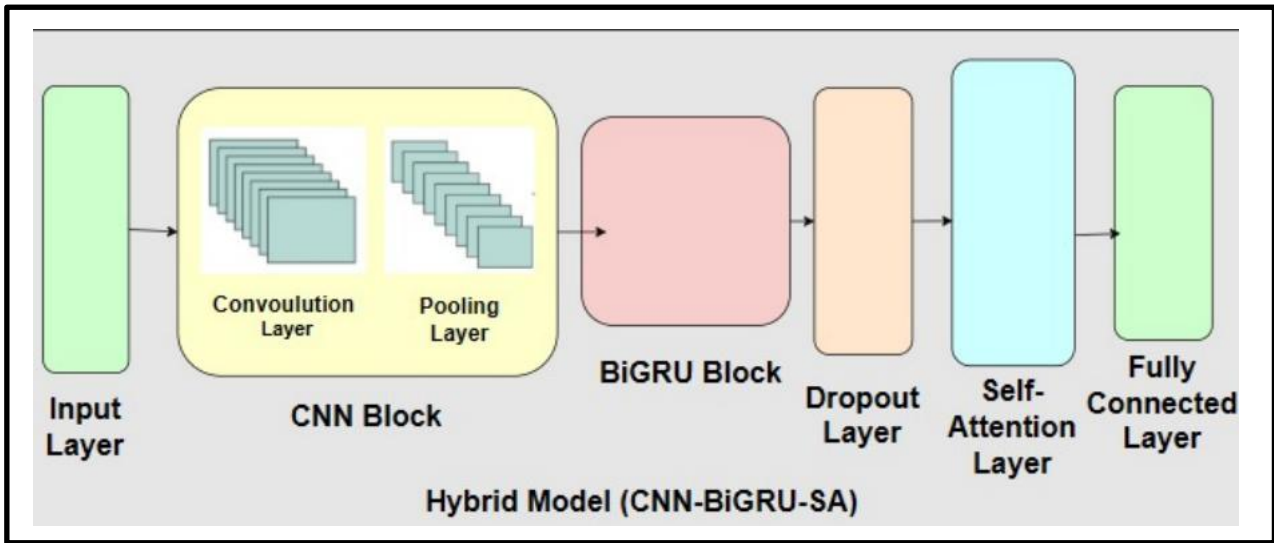 Convoulution
Layer
Pooling
Layer
Input
Layer
CNN Block
BiGRU Block
Dropout
Layer
Self-
Attention
Layer
Fully
Connected
Layer
Hybrid Model (CNN-BiGRU-SA)